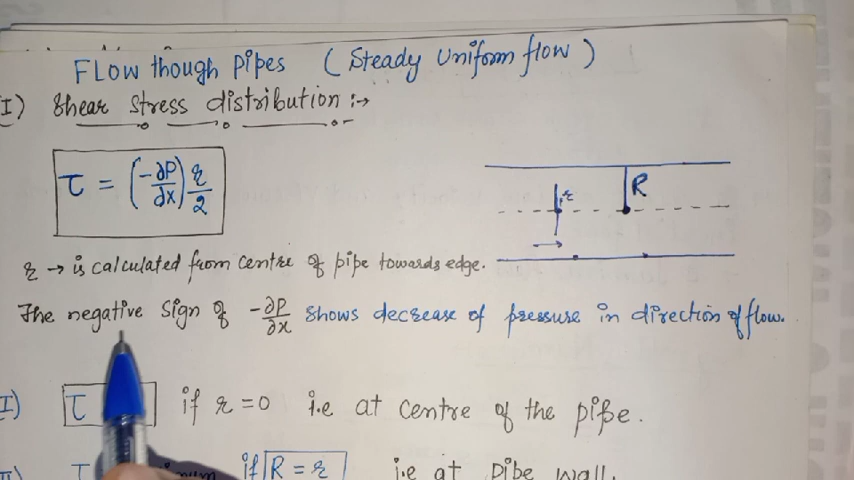 FLOW though Pipes (Steady Uniform flow)
I) Shear stress distribution :→
τ = (-∂P/∂x) r/2
R
r
r → is calculated from centre of pipe towards edge.
The negative Sign of -∂P/∂x shows decrease of pressure in direction of flow.
I) τ if r = 0 i.e at centre of the pipe.
τ if R = r i.e at pipe wall.